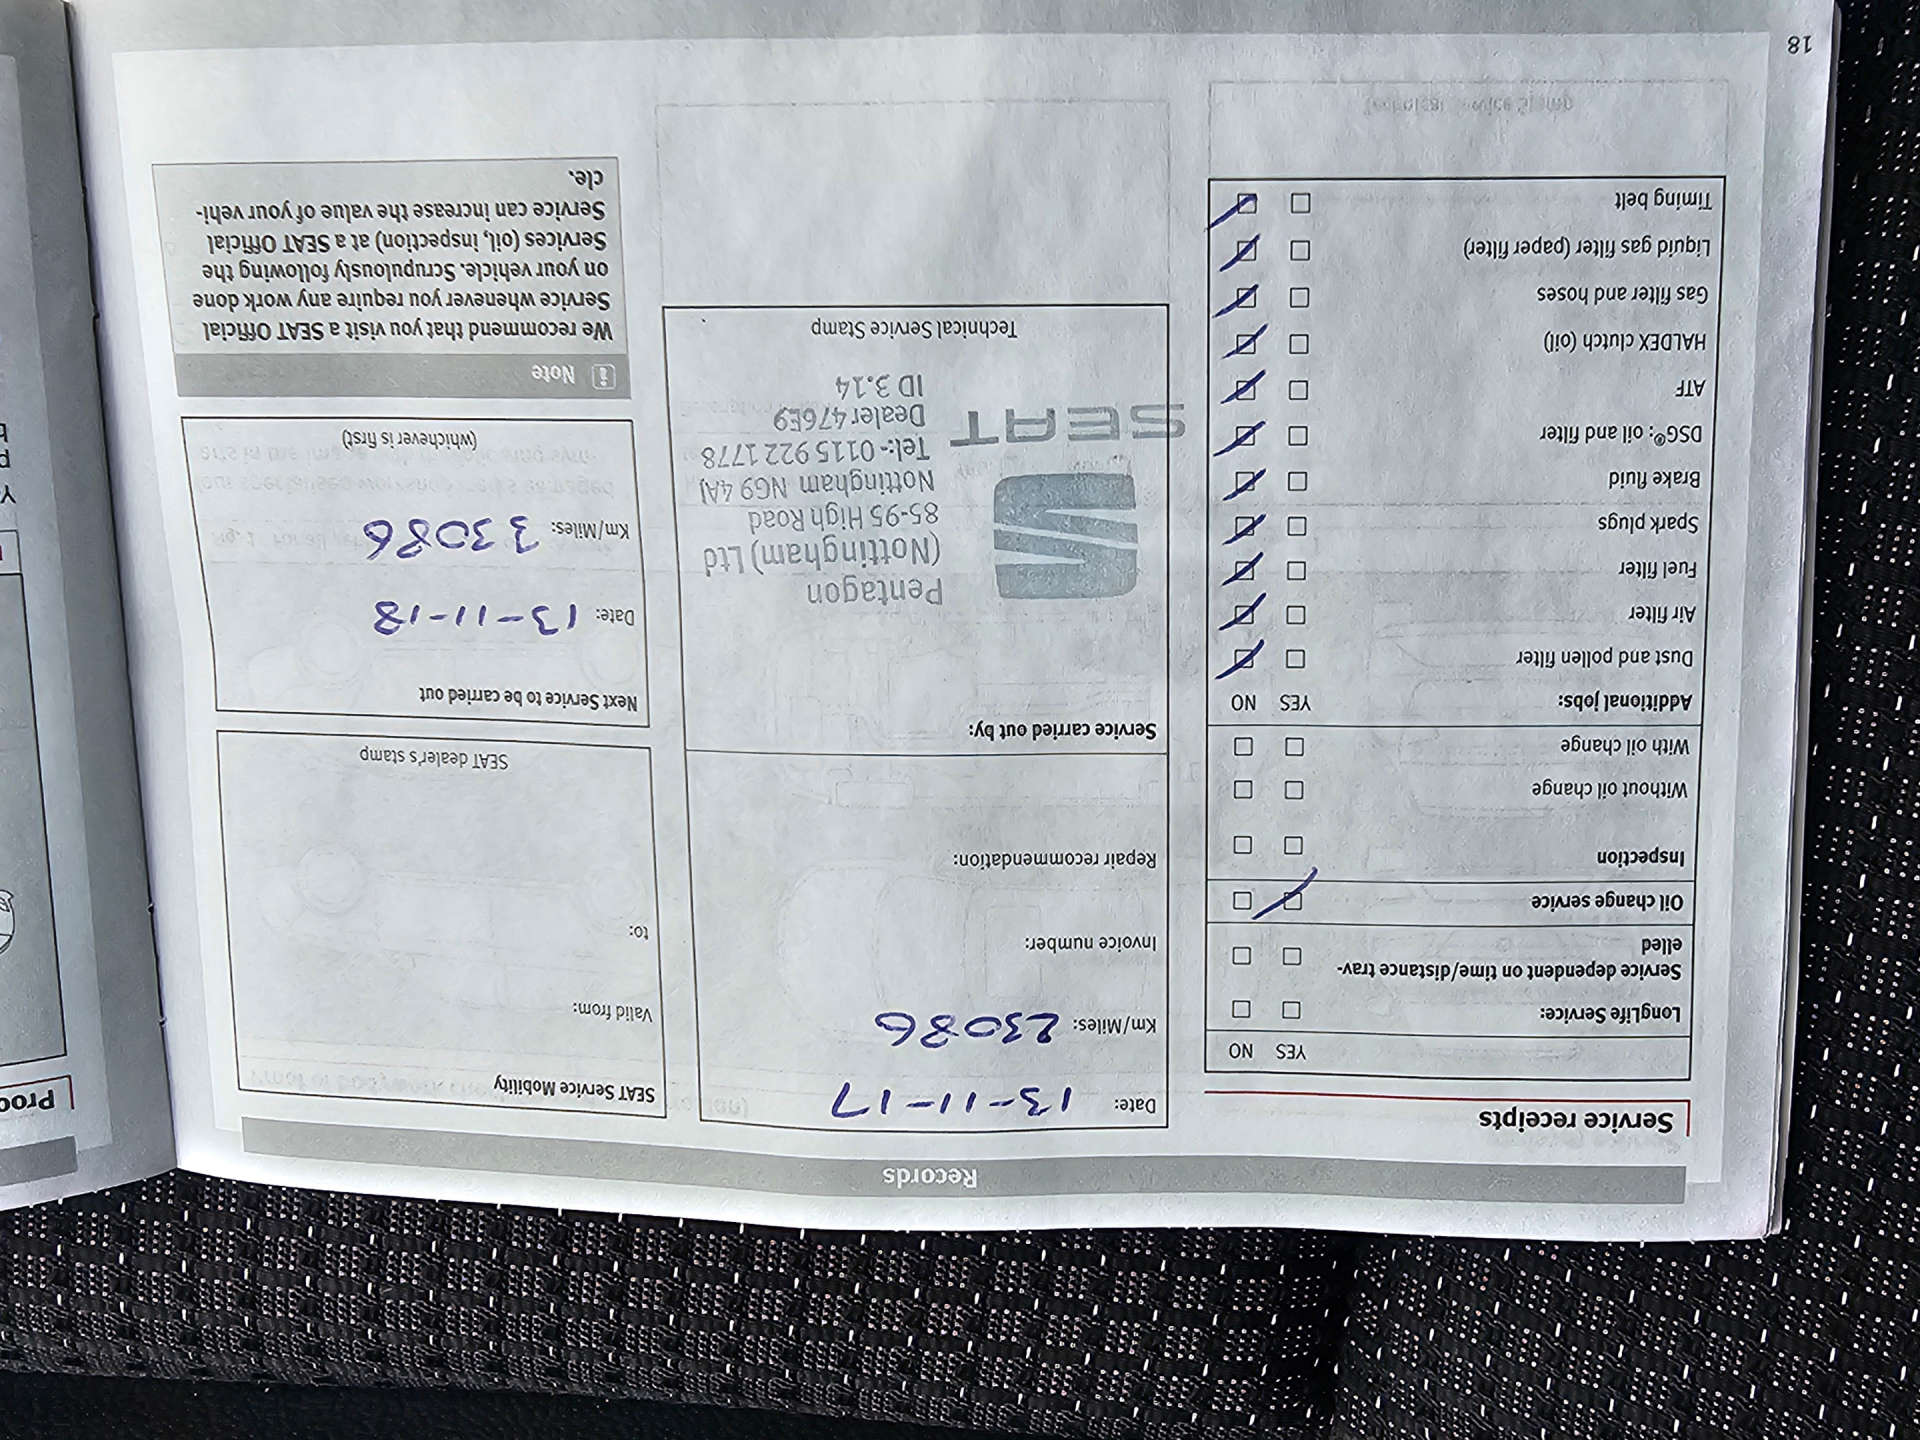 Records
Service receipts
YES NO
LongLife Service:
Service dependent on time/distance trav-
elled
Oil change service
Inspection
Without oil change
With oil change
Additional jobs: YES NO
Dust and pollen filter
Air filter
Fuel filter
Spark plugs
Brake fluid
DSG®: oil and filter
ATF
HALDEX clutch (oil)
Gas filter and hoses
Liquid gas filter (paper filter)
Timing belt
Technical Service Stamp
Date: 13-11-17
Km/Miles: 23086
Invoice number:
Repair recommendation:
Service carried out by:
SEAT
Pentagon
(Nottingham) Ltd
85-95 High Road
Nottingham NG9 4AJ
Tel:- 0115 922 1778
Dealer 476E9
ID 3.14
Technical Service Stamp
SEAT Service Mobility
Valid from:
to:
SEAT dealer's stamp
Next Service to be carried out
Date: 13-11-18
Km/Miles: 33086
(whichever is first)
i Note
We recommend that you visit a SEAT Official
Service whenever you require any work done
on your vehicle. Scrupulously following the
Services (oil, inspection) at a SEAT Official
Service can increase the value of your vehi-
cle.
18